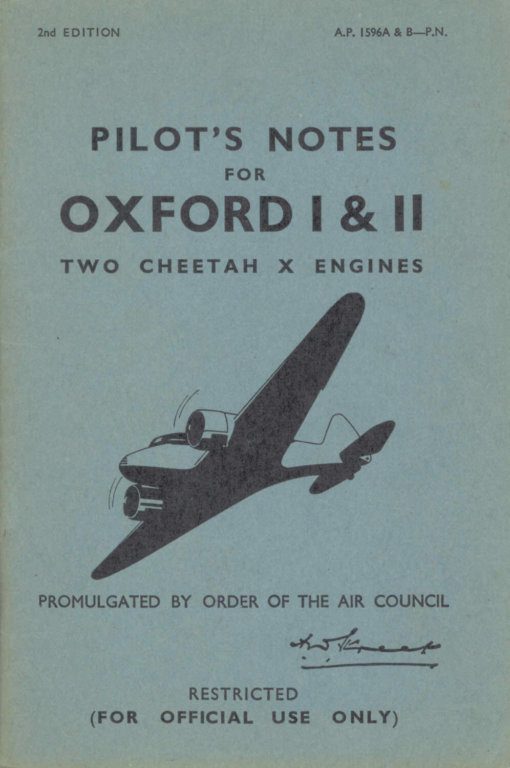 2nd EDITION A.P. 1596A & B—P.N.
PILOT'S NOTES
FOR
OXFORD I & II
TWO CHEETAH X ENGINES
PROMULGATED BY ORDER OF THE AIR COUNCIL
RESTRICTED
(FOR OFFICIAL USE ONLY)